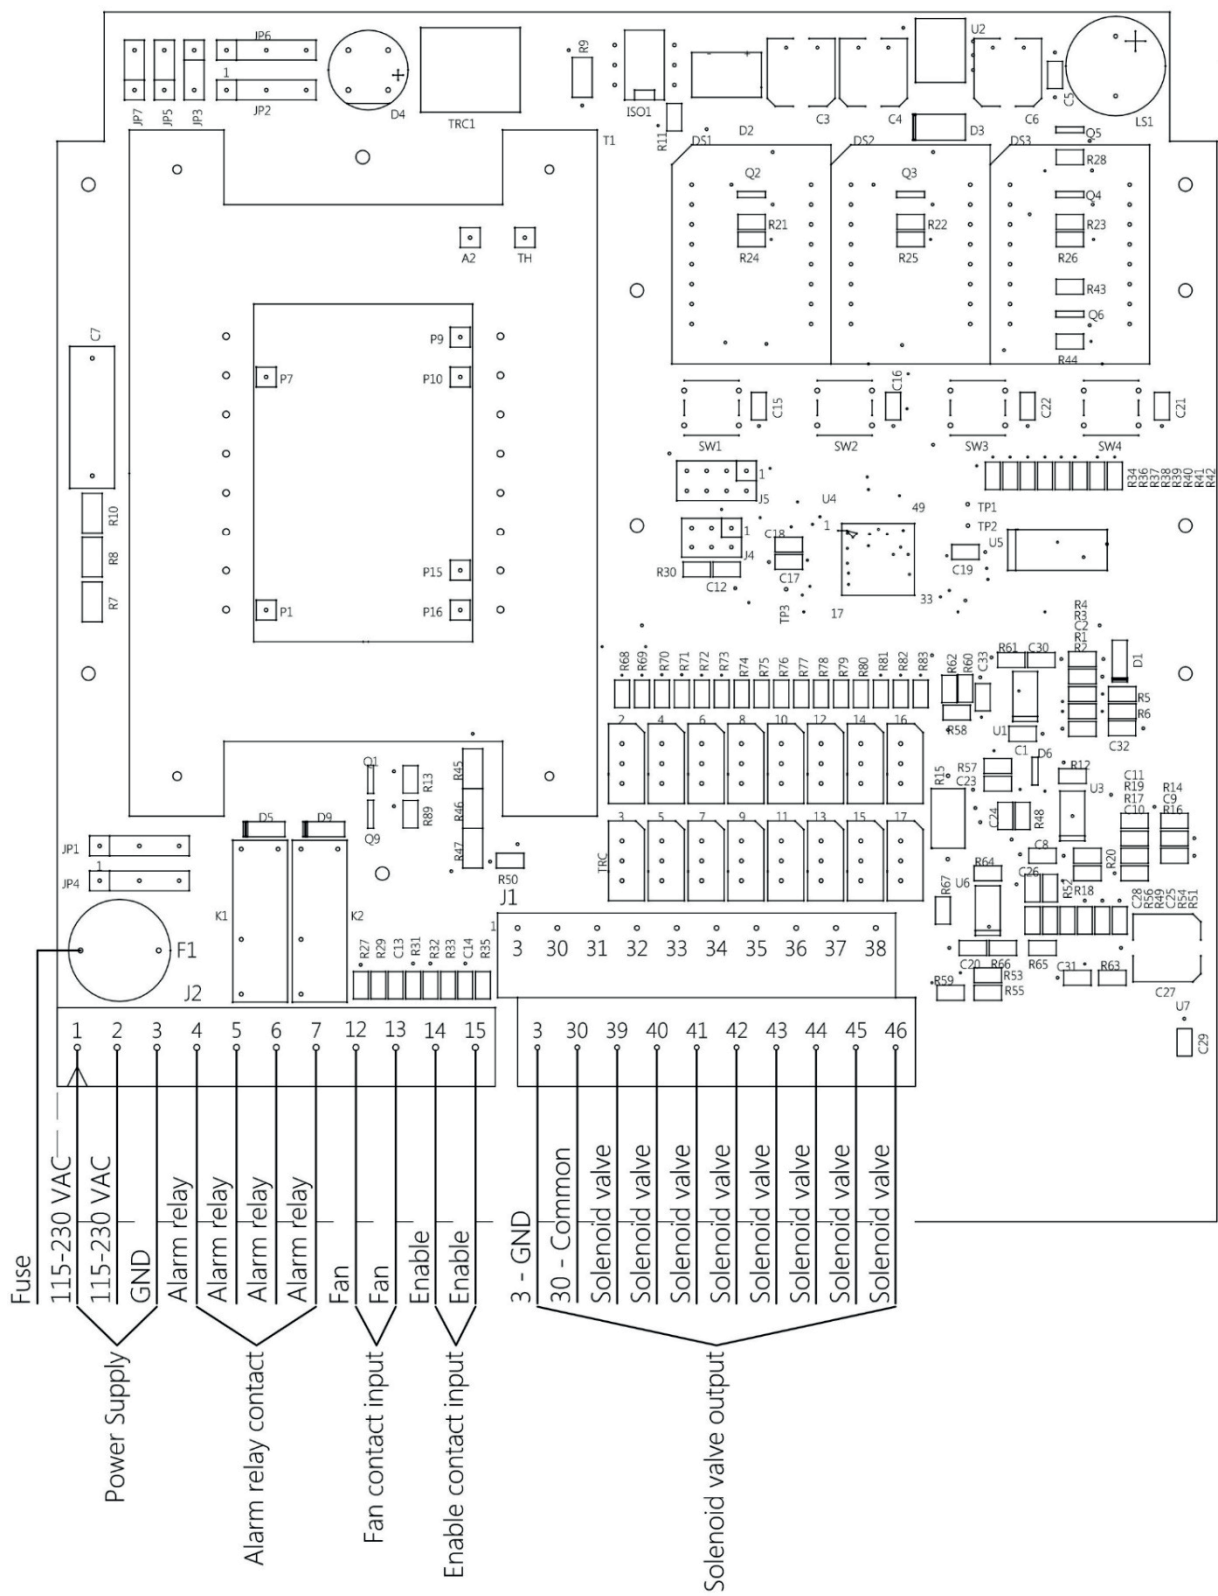 JP7
JP5
JP3
JP6
1
JP2
D4
TRC1
R9
ISO1
R11
T1
- +
D2
C3
C4
U2
D3
C6
C5
LS1
DS1
DS2
DS3
Q2
R21
R24
Q3
R22
R25
Q5
R28
Q4
R23
R26
R43
Q6
R44
A2
TH
C7
P9
P7
P10
P15
P1
P16
R10
R8
R7
SW1
C15
SW2
C16
SW3
C22
SW4
C21
R34
R36
R37
R38
R39
R40
R41
R42
1
J5
1
J4
R30
C12
C18
C17
TP3
U4
1
49
17
33
TP1
TP2
U5
C19
R68
R69
R70
R71
R72
R73
R74
R75
R76
R77
R78
R79
R80
R81
R82
R83
2 4 6 8 10 12 14 16
TRC
3 5 7 9 11 13 15 17
R62
R60
C33
R58
R61
C30
U1
C1
R4
R3
C2
R1
R2
D1
R5
R6
C32
R15
R57
C23
D6
R12
U3
C24
R48
C11
R19
R17
C10
R14
C9
R16
C8
R20
R64
U6
C26
R52
R18
R67
C28
R56
R49
C25
R54
R51
C20
R66
R65
C31
R63
R59
R53
R55
C27
U7
C29
Q1
R13
Q9
R89
R45
R46
R47
R50
D5
D9
JP1
1
JP4
K1
K2
F1
R27
R29
C13
R31
R32
R33
C14
R35
J1
1
3 30 31 32 33 34 35 36 37 38
J2
1 2 3 4 5 6 7 12 13 14 15
3 30 39 40 41 42 43 44 45 46
Fuse
115-230 VAC
115-230 VAC
GND
Alarm relay
Alarm relay
Alarm relay
Alarm relay
Fan
Fan
Enable
Enable
3 - GND
30 - Common
Solenoid valve
Solenoid valve
Solenoid valve
Solenoid valve
Solenoid valve
Solenoid valve
Solenoid valve
Solenoid valve
Power Supply
Alarm relay contact
Fan contact input
Enable contact input
Solenoid valve output